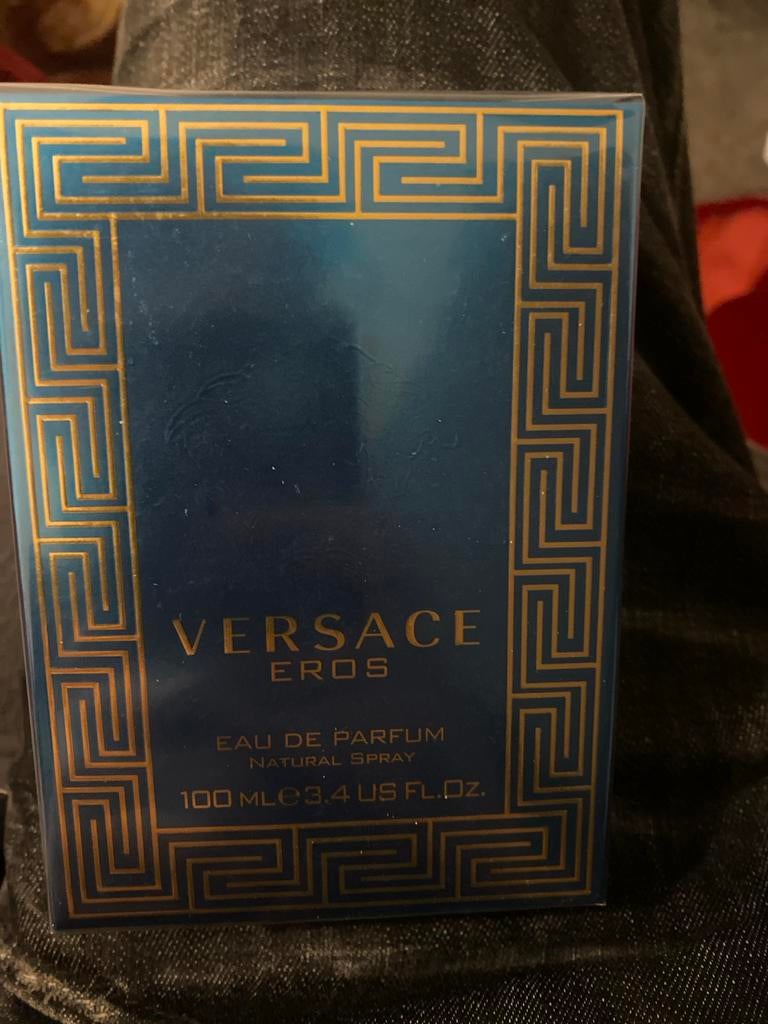 VERSACE
EROS
EAU DE PARFUM
NATURAL SPRAY
100 ML ℮ 3.4 US FL.OZ.